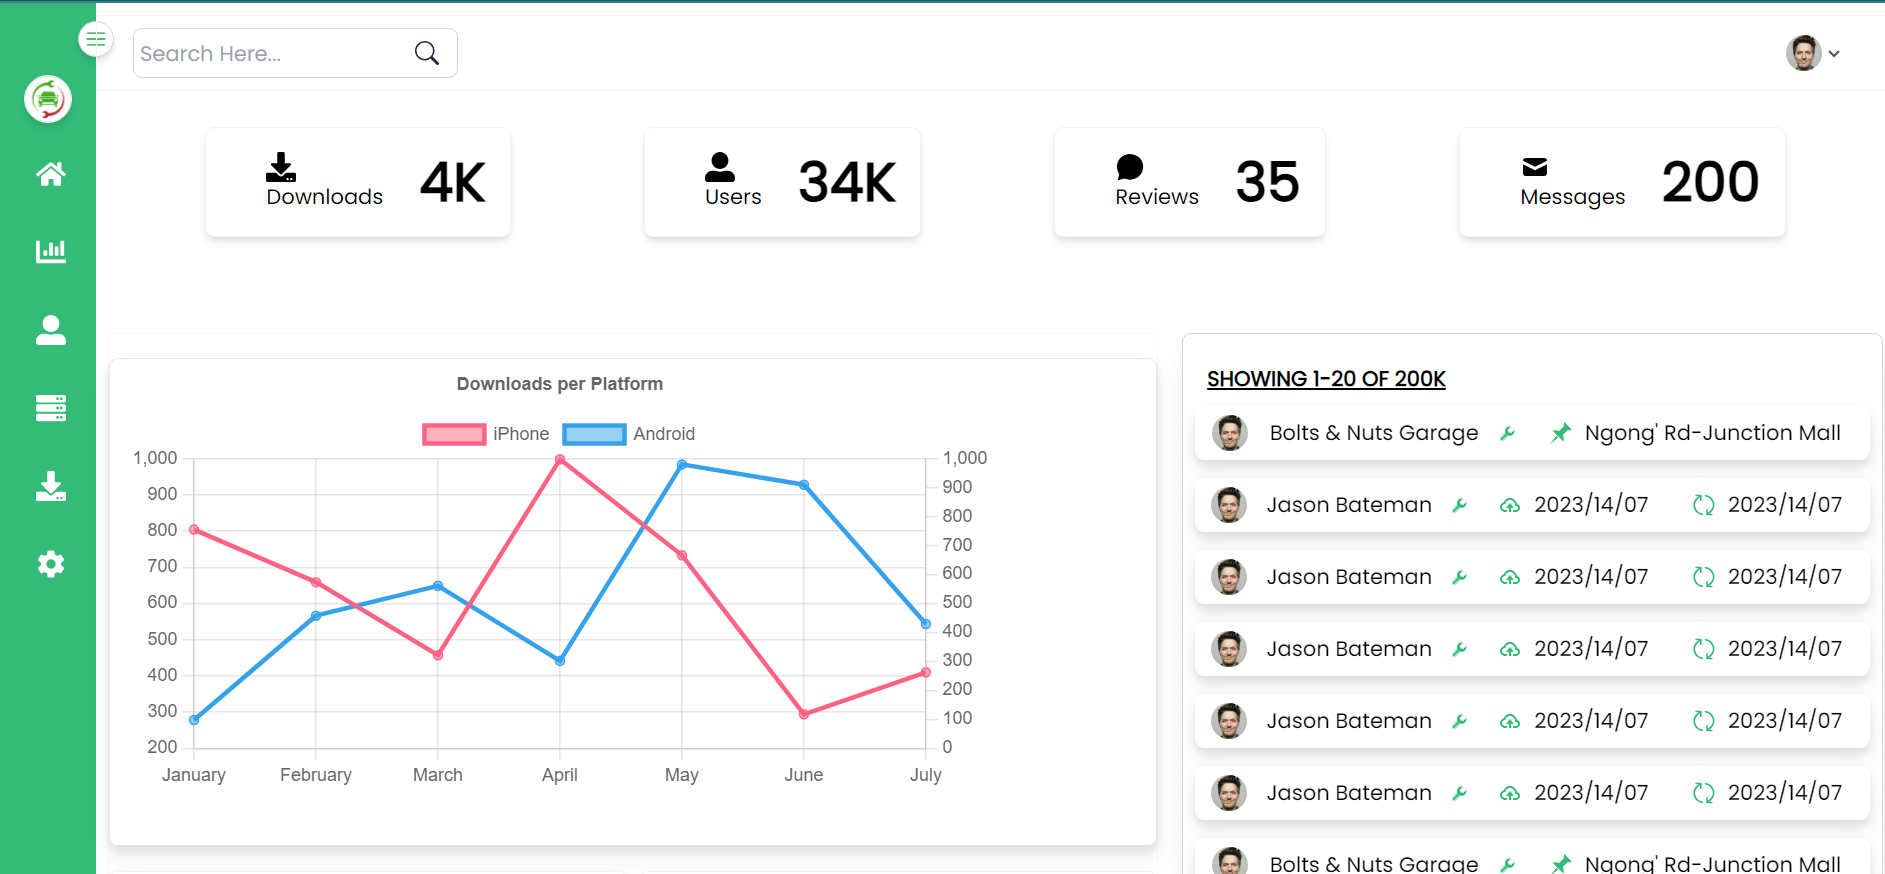 Search Here...
Downloads 4K
Users 34K
Reviews 35
Messages 200
Downloads per Platform
iPhone Android
1,000
900
800
700
600
500
400
300
200
1,000
900
800
700
600
500
400
300
200
100
0
January February March April May June July
SHOWING 1-20 OF 200K
Bolts & Nuts Garage Ngong' Rd-Junction Mall
Jason Bateman 2023/14/07 2023/14/07
Jason Bateman 2023/14/07 2023/14/07
Jason Bateman 2023/14/07 2023/14/07
Jason Bateman 2023/14/07 2023/14/07
Jason Bateman 2023/14/07 2023/14/07
Bolts & Nuts Garage Ngong' Rd-Junction Mall